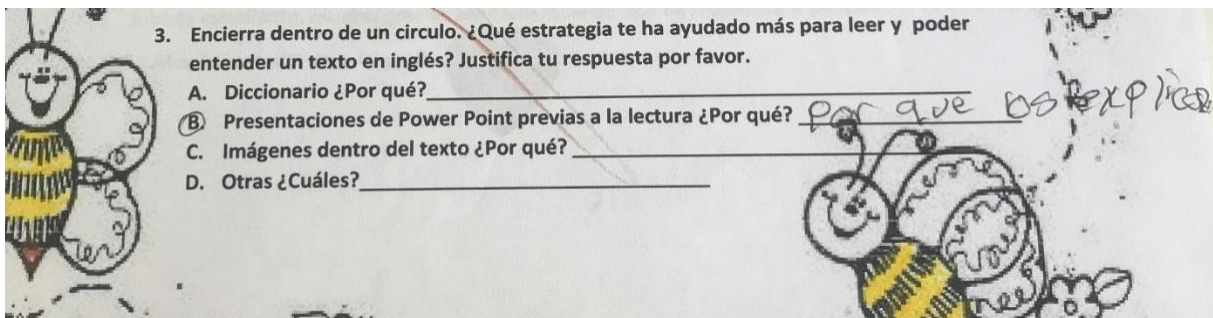 3. Encierra dentro de un circulo. ¿Qué estrategia te ha ayudado más para leer y poder
entender un texto en inglés? Justifica tu respuesta por favor.
A. Diccionario ¿Por qué?
B. Presentaciones de Power Point previas a la lectura ¿Por qué? Por que os explica
C. Imágenes dentro del texto ¿Por qué?
D. Otras ¿Cuáles?